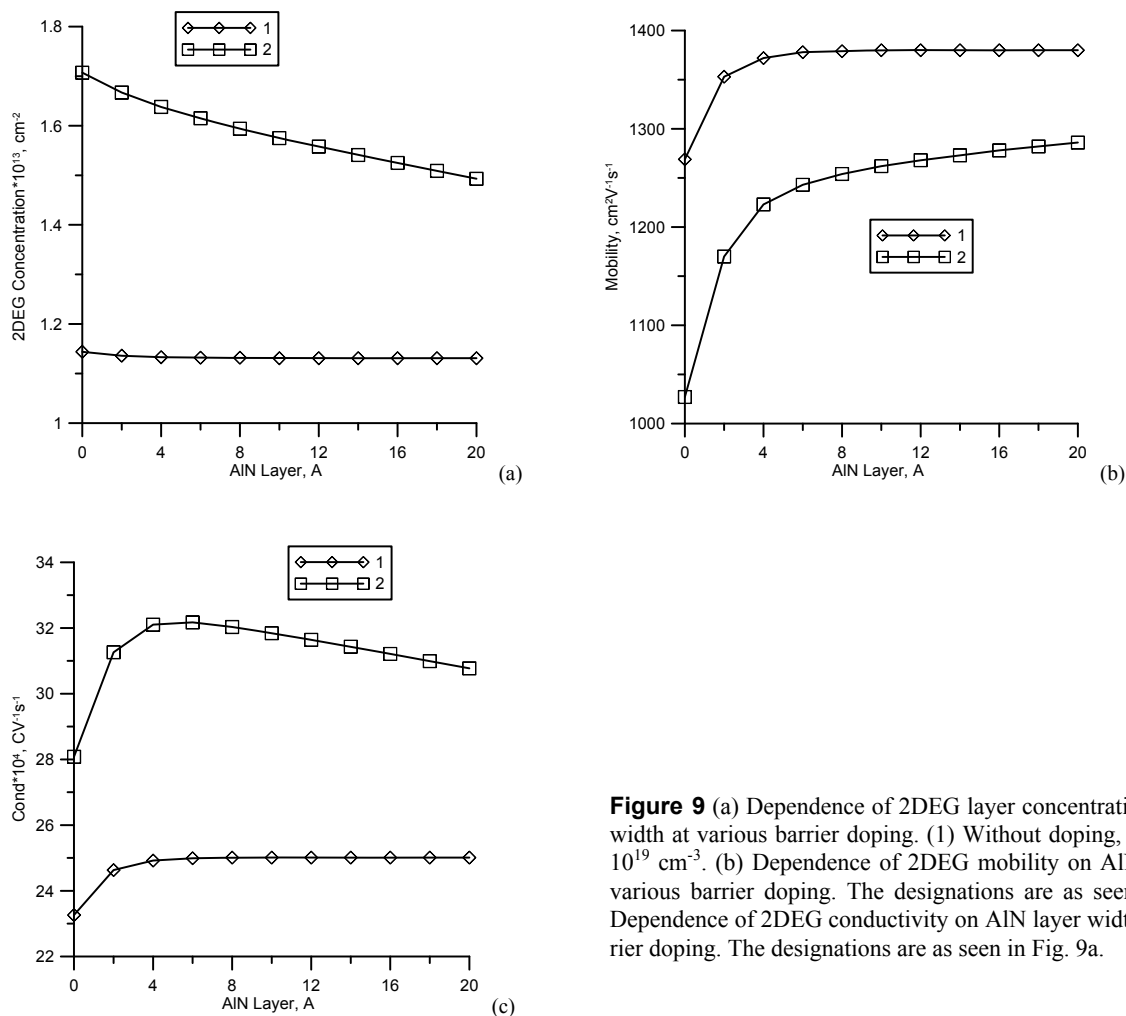 1
2
1.8
1.6
1.4
1.2
1
2DEG Concentration*10¹³, cm⁻²
0 4 8 12 16 20
AlN Layer, A
(a)
1400
1300
1200
1100
1000
Mobility, cm²V⁻¹s⁻¹
1
2
0 4 8 12 16 20
AlN Layer, A
(b)
1
2
34
32
30
28
26
24
22
Cond*10⁴, CV⁻¹s⁻¹
0 4 8 12 16 20
AlN Layer, A
(c)
Figure 9 (a) Dependence of 2DEG layer concentrati
width at various barrier doping. (1) Without doping,
10¹⁹ cm⁻³. (b) Dependence of 2DEG mobility on Al
various barrier doping. The designations are as seen
Dependence of 2DEG conductivity on AlN layer widt
rier doping. The designations are as seen in Fig. 9a.